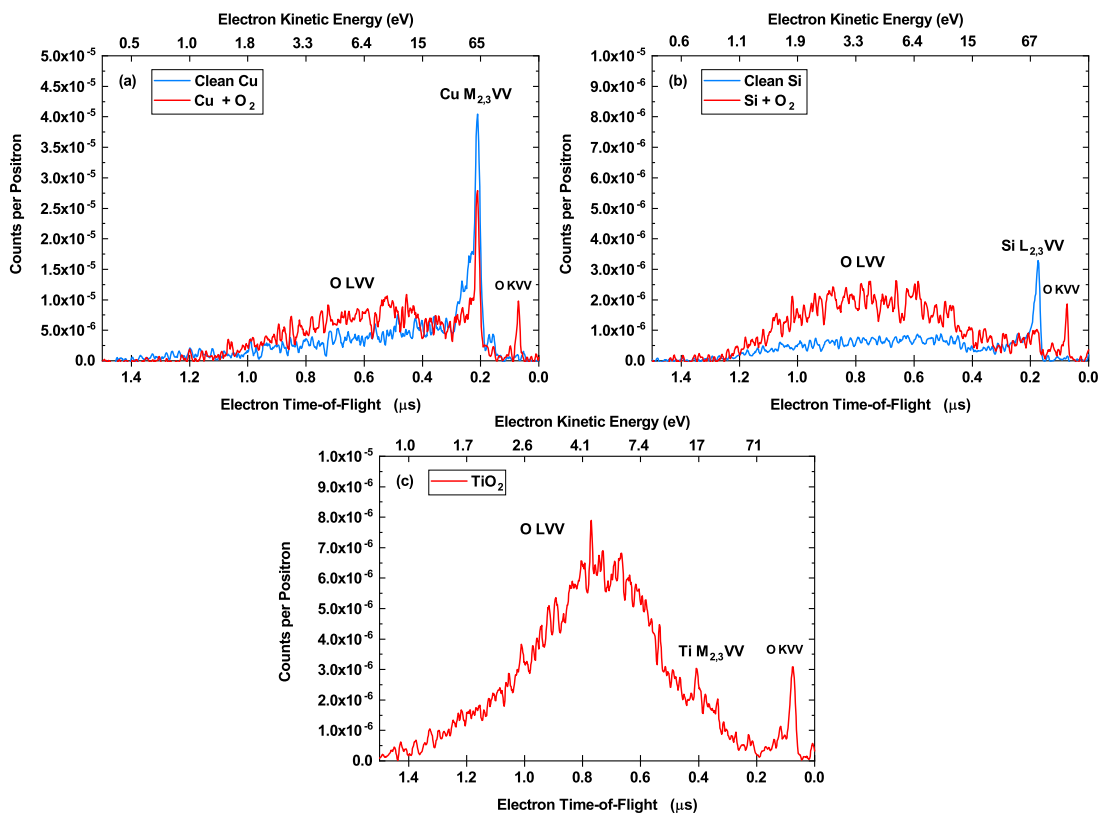 Electron Kinetic Energy (eV)
0.5 1.0 1.8 3.3 6.4 15 65
5.0x10⁻⁵
4.5x10⁻⁵
4.0x10⁻⁵
3.5x10⁻⁵
3.0x10⁻⁵
2.5x10⁻⁵
2.0x10⁻⁵
1.5x10⁻⁵
1.0x10⁻⁵
5.0x10⁻⁶
0.0
Counts per Positron
(a)
Clean Cu
Cu + O₂
Cu M₂,₃VV
O LVV
O KVV
1.4 1.2 1.0 0.8 0.6 0.4 0.2 0.0
Electron Time-of-Flight (μs)
Electron Kinetic Energy (eV)
0.6 1.1 1.9 3.3 6.4 15 67
1.0x10⁻⁵
9.0x10⁻⁶
8.0x10⁻⁶
7.0x10⁻⁶
6.0x10⁻⁶
5.0x10⁻⁶
4.0x10⁻⁶
3.0x10⁻⁶
2.0x10⁻⁶
1.0x10⁻⁶
0.0
Counts per Positron
(b)
Clean Si
Si + O₂
Si L₂,₃VV
O LVV
O KVV
1.4 1.2 1.0 0.8 0.6 0.4 0.2 0.0
Electron Time-of-Flight (μs)
Electron Kinetic Energy (eV)
1.0 1.7 2.6 4.1 7.4 17 71
1.0x10⁻⁵
9.0x10⁻⁶
8.0x10⁻⁶
7.0x10⁻⁶
6.0x10⁻⁶
5.0x10⁻⁶
4.0x10⁻⁶
3.0x10⁻⁶
2.0x10⁻⁶
1.0x10⁻⁶
0.0
Counts per Positron
(c)
TiO₂
O LVV
Ti M₂,₃VV
O KVV
1.4 1.2 1.0 0.8 0.6 0.4 0.2 0.0
Electron Time-of-Flight (μs)